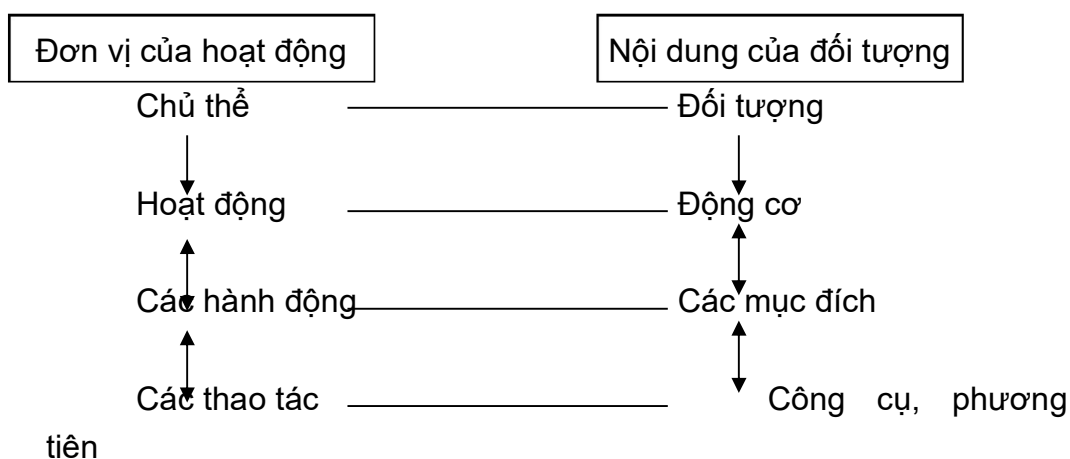 Đơn vị của hoạt động Nội dung của đối tượng
Chủ thể Đối tượng
Hoạt động Động cơ
Các hành động Các mục đích
Các thao tác Công cụ, phương
tiện